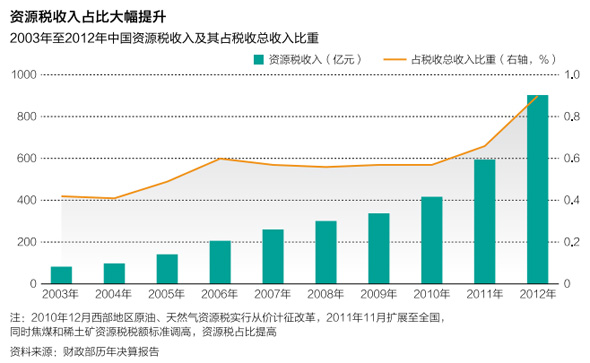 资源税收入占比大幅提升
2003年至2012年中国资源税收入及其占税收总收入比重
资源税收入（亿元） 占税收总收入比重（右轴，%）
1000 1.0
800 0.8
600 0.6
400 0.4
200 0.2
0 0
2003年 2004年 2005年 2006年 2007年 2008年 2009年 2010年 2011年 2012年
注：2010年12月西部地区原油、天然气资源税实行从价计征改革，2011年11月扩展至全国，
同时焦煤和稀土矿资源税税额标准调高，资源税占比提高
资料来源：财政部历年决算报告